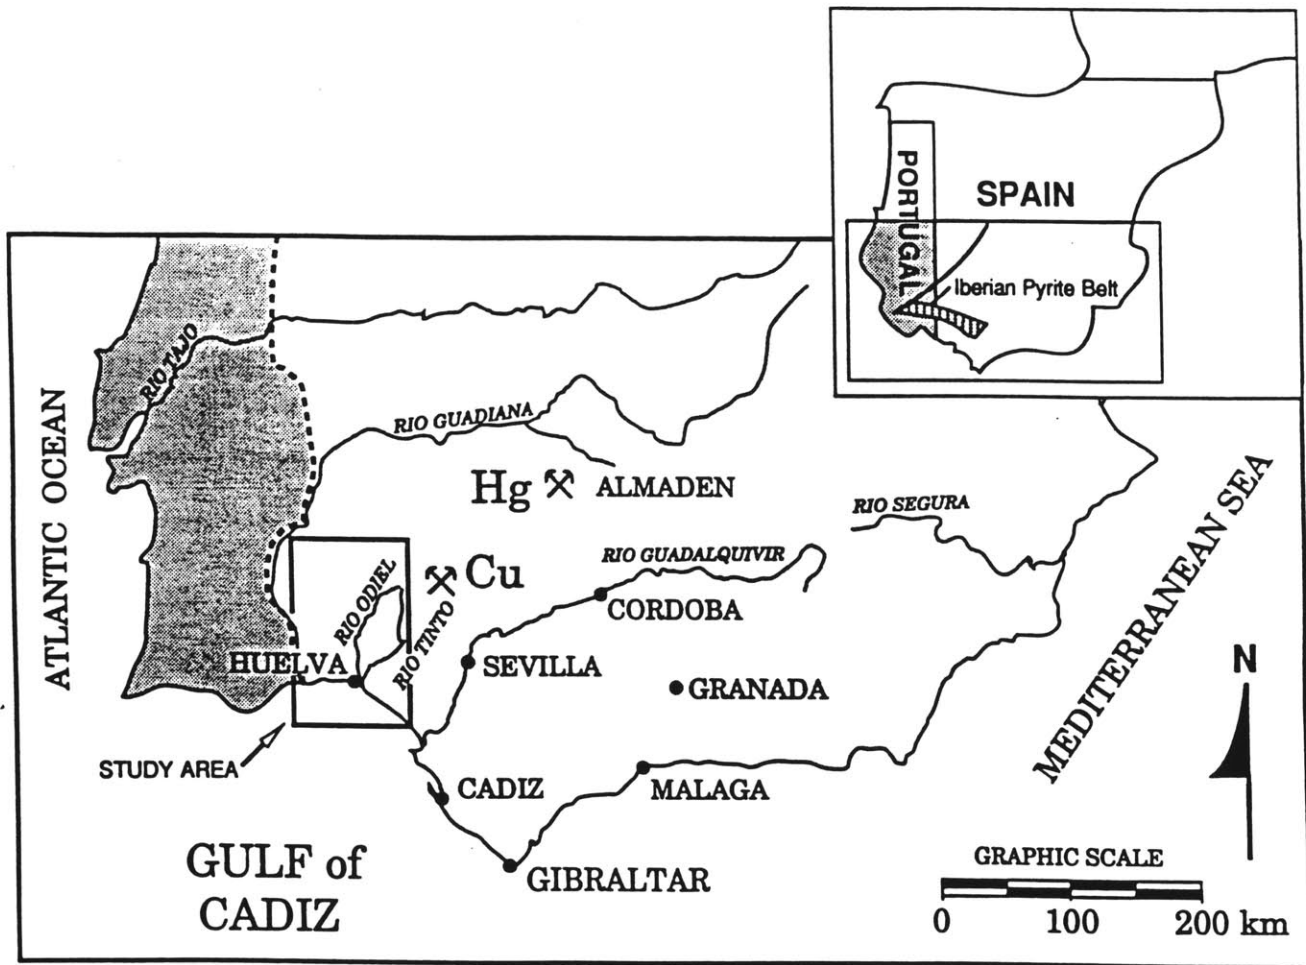 PORTUGAL
SPAIN
Iberian Pyrite Belt
ATLANTIC OCEAN
RIO TAJO
RIO GUADIANA
Hg
ALMADEN
RIO SEGURA
RIO GUADALQUIVIR
Cu
CORDOBA
RIO ODIEL
RIO TINTO
HUELVA
SEVILLA
GRANADA
MEDITERRANEAN SEA
N
STUDY AREA
CADIZ
MALAGA
GULF of
CADIZ
GIBRALTAR
GRAPHIC SCALE
0 100 200 km